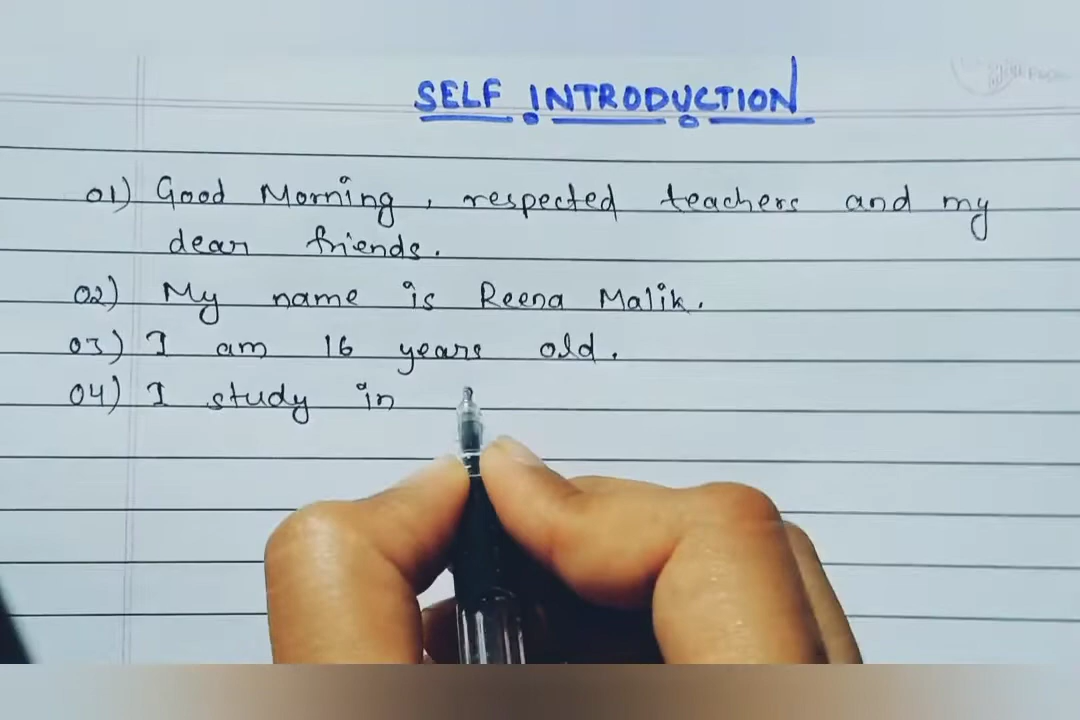 SELF INTRODUCTION
01) Good Morning, respected teachers and my
dear friends.
02) My name is Reena Malik.
03) I am 16 years old.
04) I study in